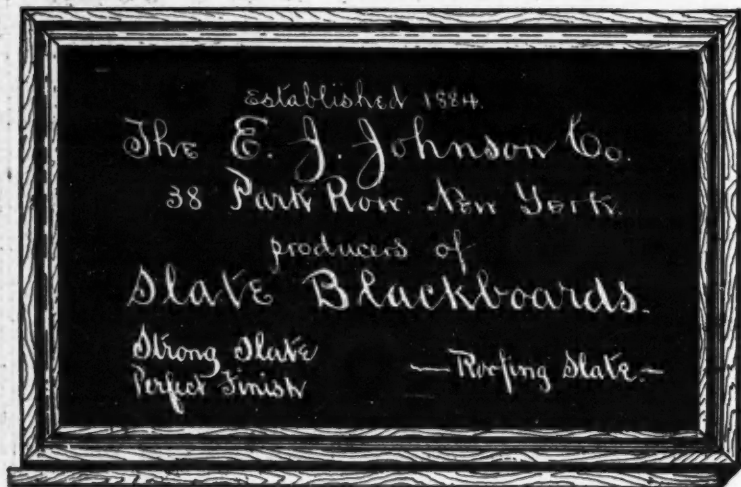 Established 1884.
The E. J. Johnson Co.
38 Park Row. New York.
producers of
Slate Blackboards.
Strong Slate
Perfect Finish
— Roofing Slate. —